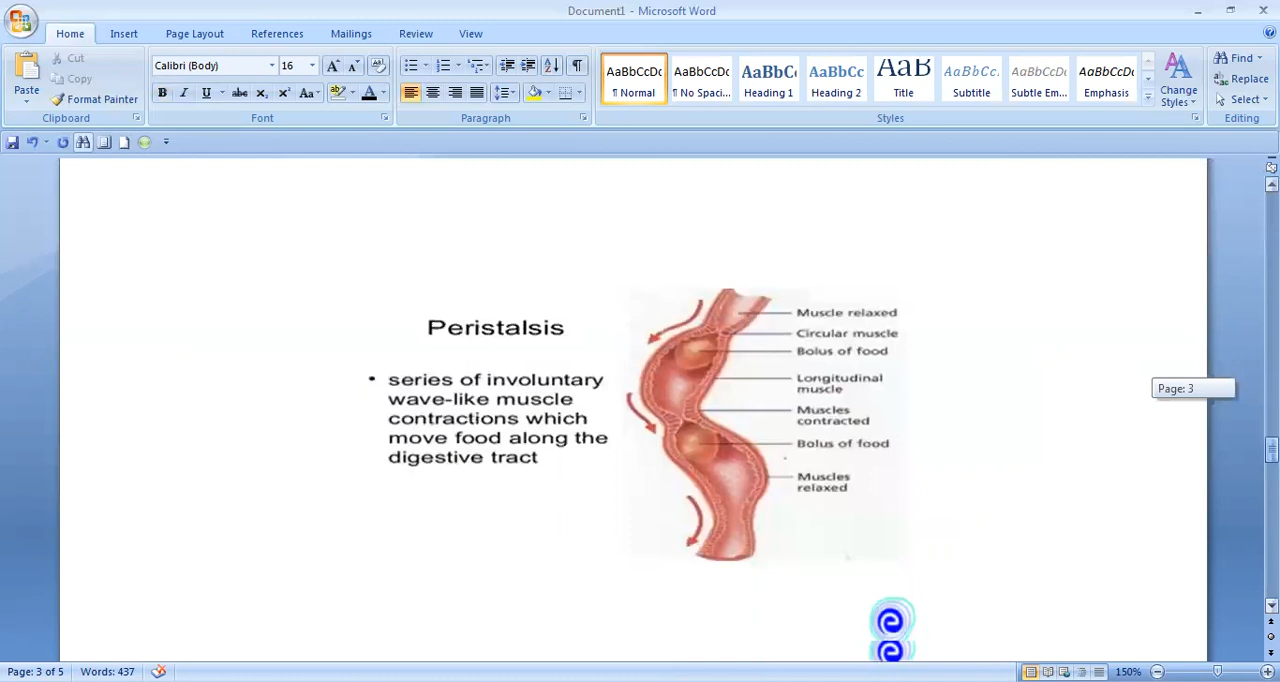 Document1 - Microsoft Word
Home Insert Page Layout References Mailings Review View
Cut
Copy
Format Painter
Paste
Clipboard
Calibri (Body) 16
Font
Paragraph
AaBbCcDc AaBbCcDc AaBbCc AaBbCc AaB AaBbCc. AaBbCcDc AaBbCcDc
¶ Normal ¶ No Spaci... Heading 1 Heading 2 Title Subtitle Subtle Em... Emphasis
Change
Styles
Styles
Find
Replace
Select
Editing
Peristalsis
• series of involuntary
wave-like muscle
contractions which
move food along the
digestive tract
Muscle relaxed
Circular muscle
Bolus of food
Longitudinal
muscle
Muscles
contracted
Bolus of food
Muscles
relaxed
Page: 3
Page: 3 of 5 Words: 437 150%